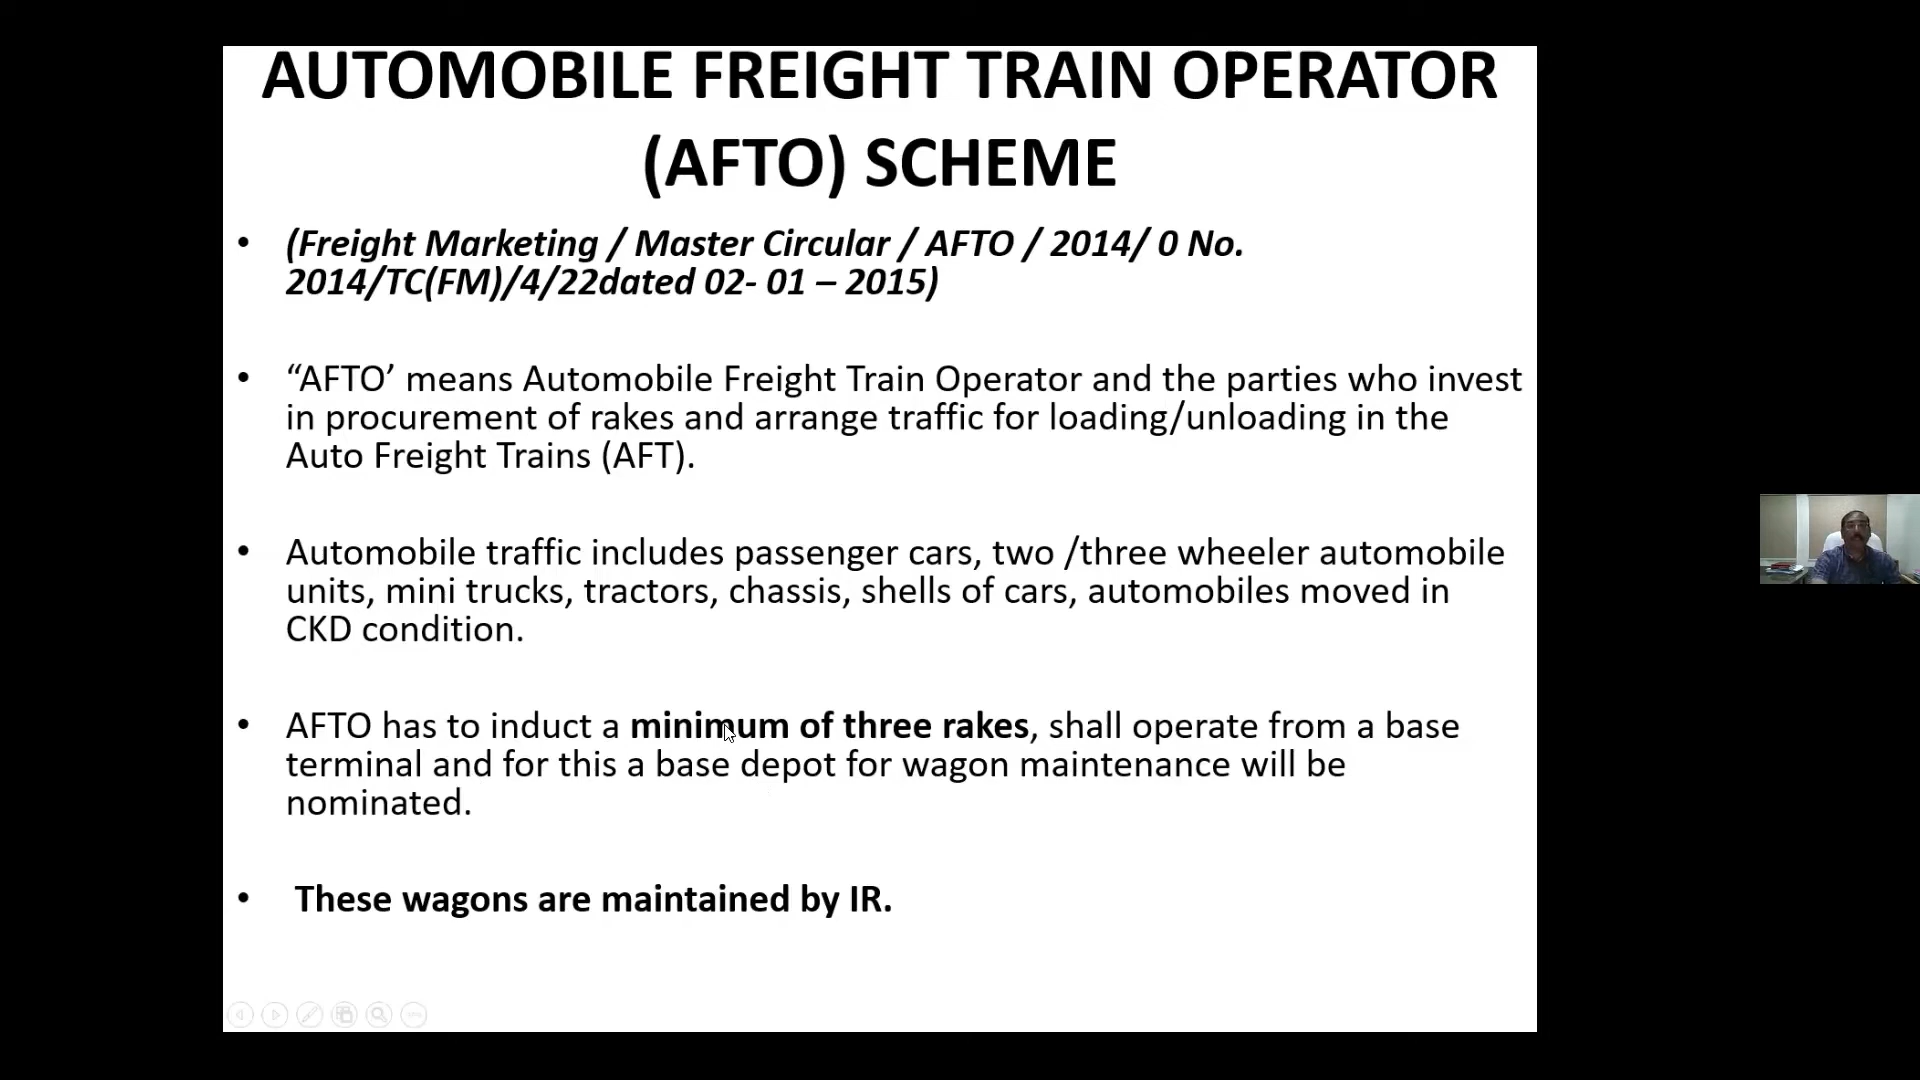 AUTOMOBILE FREIGHT TRAIN OPERATOR
(AFTO) SCHEME
• (Freight Marketing / Master Circular / AFTO / 2014/ 0 No.
2014/TC(FM)/4/22dated 02- 01 – 2015)
• “AFTO’ means Automobile Freight Train Operator and the parties who invest
in procurement of rakes and arrange traffic for loading/unloading in the
Auto Freight Trains (AFT).
• Automobile traffic includes passenger cars, two /three wheeler automobile
units, mini trucks, tractors, chassis, shells of cars, automobiles moved in
CKD condition.
• AFTO has to induct a minimum of three rakes, shall operate from a base
terminal and for this a base depot for wagon maintenance will be
nominated.
• These wagons are maintained by IR.